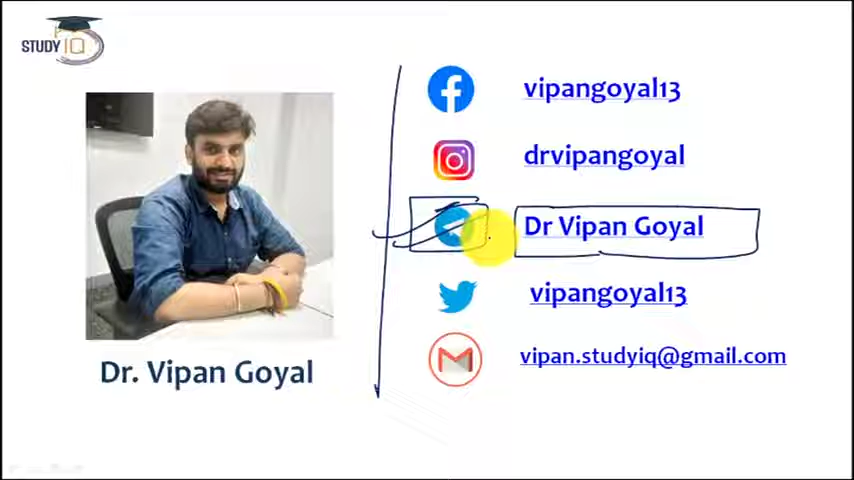 STUDY IQ
vipangoyal13
drvipangoyal
Dr Vipan Goyal
vipangoyal13
vipan.studyiq@gmail.com
Dr. Vipan Goyal